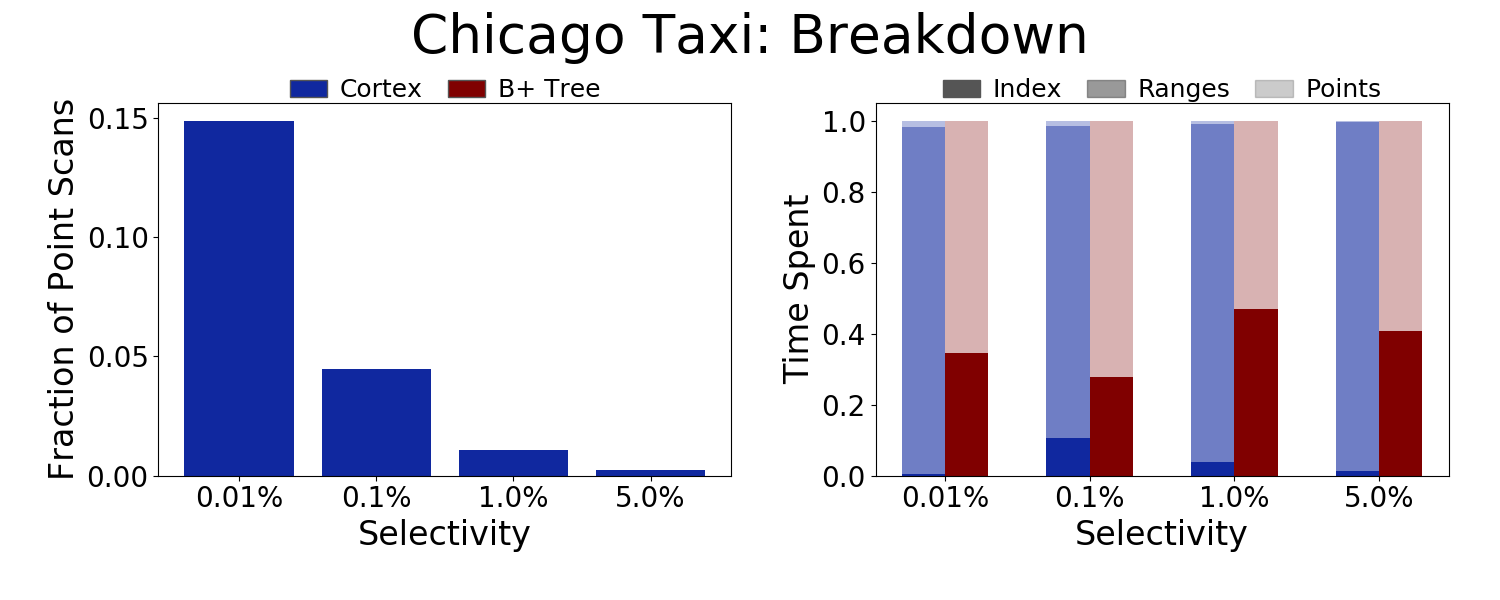 Chicago Taxi: Breakdown
Cortex B+ Tree
Fraction of Point Scans
0.15
0.10
0.05
0.00
0.01% 0.1% 1.0% 5.0%
Selectivity
Index Ranges Points
Time Spent
1.0
0.8
0.6
0.4
0.2
0.0
0.01% 0.1% 1.0% 5.0%
Selectivity